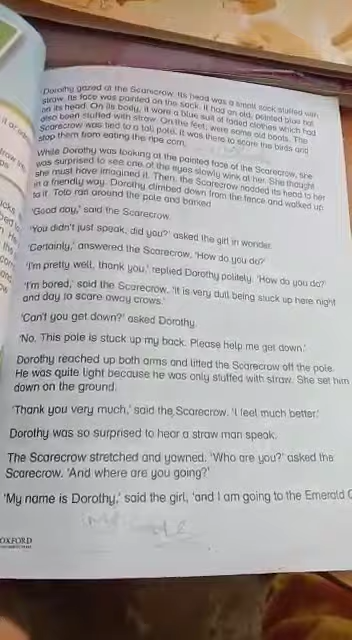 Dorothy gazed at the Scarecrow. Its head was a small sack stuffed with
straw. Its face was painted on the sack. It had an old, pointed blue hat
on its head. On its body, it wore a blue suit of faded clothes which had
also been stuffed with straw. On the feet, were some old boots. The
Scarecrow was tied to a tall pole. It was there to scare the birds and
stop them from eating the ripe corn.
While Dorothy was looking at the painted face of the Scarecrow, she
was surprised to see one of the eyes slowly wink at her. She thought
she must have imagined it. Then, the Scarecrow nodded its head to her
in a friendly way. Dorothy climbed down from the fence and walked up
to it. Toto ran around the pole and barked.
'Good day,' said the Scarecrow.
'You didn't just speak, did you?' asked the girl in wonder.
'Certainly,' answered the Scarecrow. 'How do you do?'
'I'm pretty well, thank you,' replied Dorothy politely. 'How do you do?'
'I'm bored,' said the Scarecrow. 'It is very dull being stuck up here night
and day to scare away crows.'
'Can't you get down?' asked Dorothy.
'No. This pole is stuck up my back. Please help me get down.'
Dorothy reached up both arms and lifted the Scarecrow off the pole.
He was quite light because he was only stuffed with straw. She set him
down on the ground.
'Thank you very much,' said the Scarecrow. 'I feel much better.'
Dorothy was so surprised to hear a straw man speak.
The Scarecrow stretched and yawned. 'Who are you?' asked the
Scarecrow. 'And where are you going?'
'My name is Dorothy,' said the girl, 'and I am going to the Emerald
OXFORD